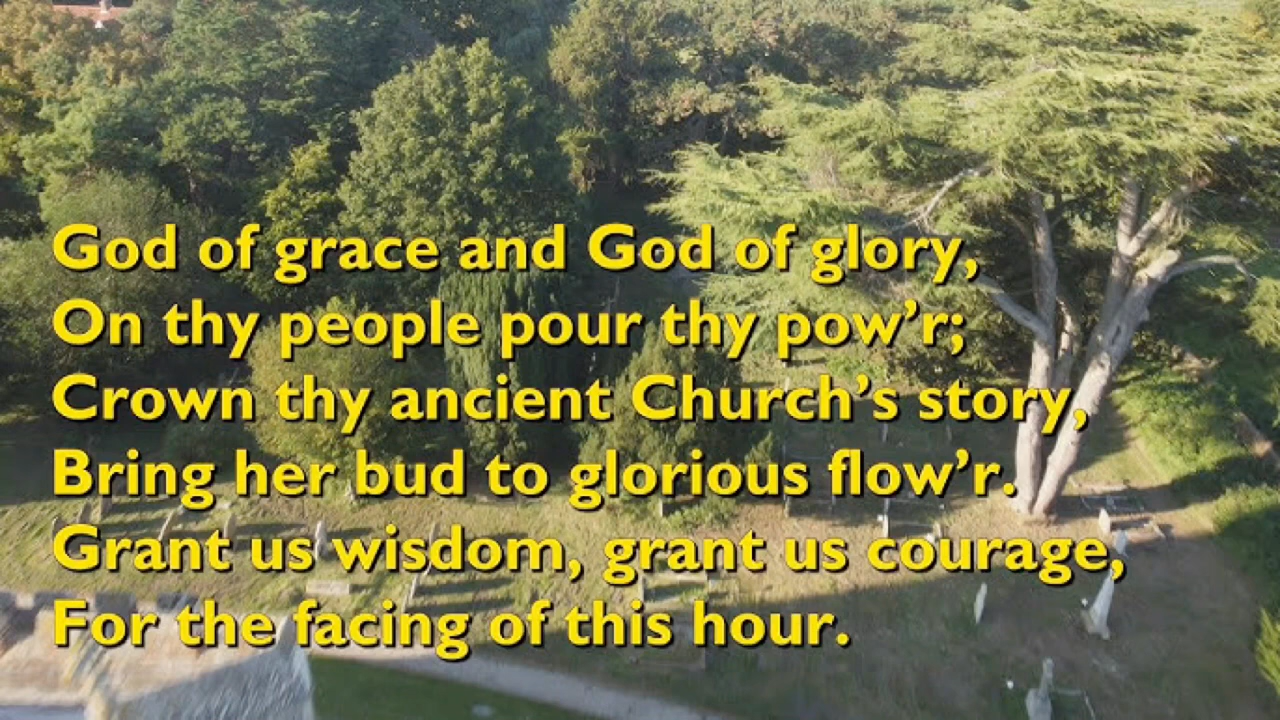 God of grace and God of glory,
On thy people pour thy pow’r;
Crown thy ancient Church’s story,
Bring her bud to glorious flow’r.
Grant us wisdom, grant us courage,
For the facing of this hour.